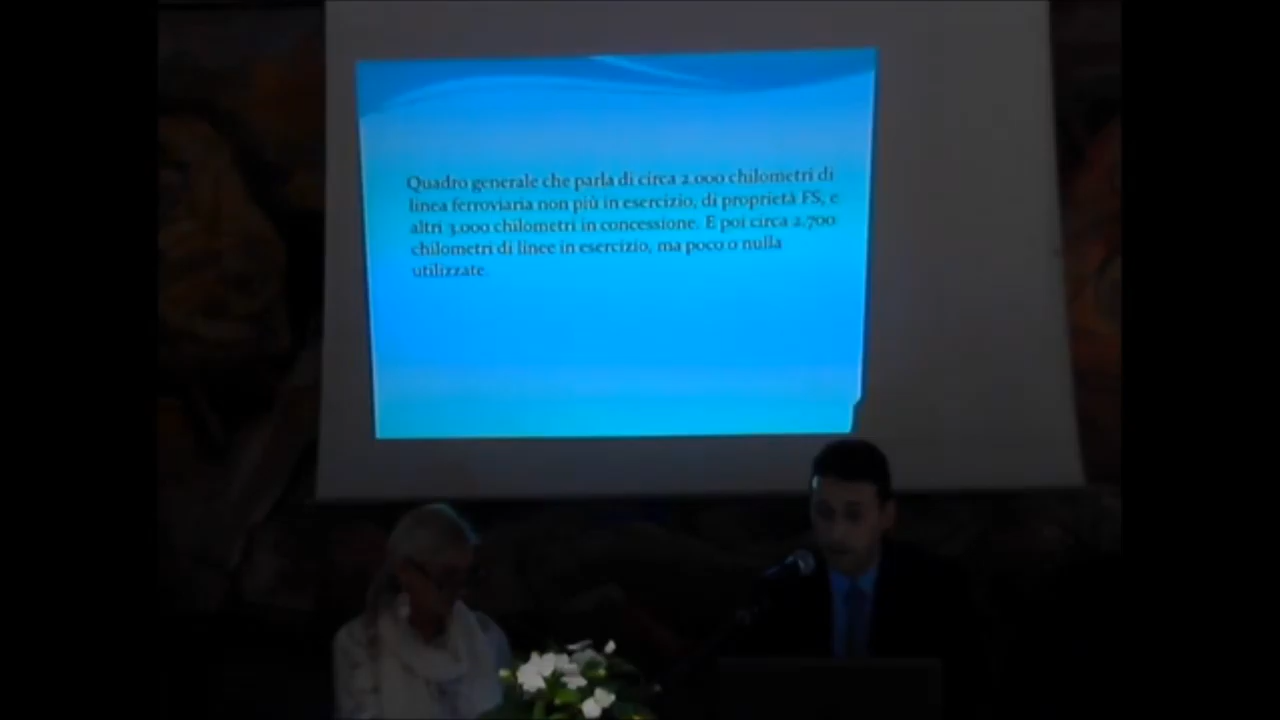 Quadro generale che parla di circa 2.000 chilometri di
linea ferroviaria non più in esercizio, di proprietà FS, e
altri 3.000 chilometri in concessione. E poi circa 2.700
chilometri di linee in esercizio, ma poco o nulla
utilizzate.